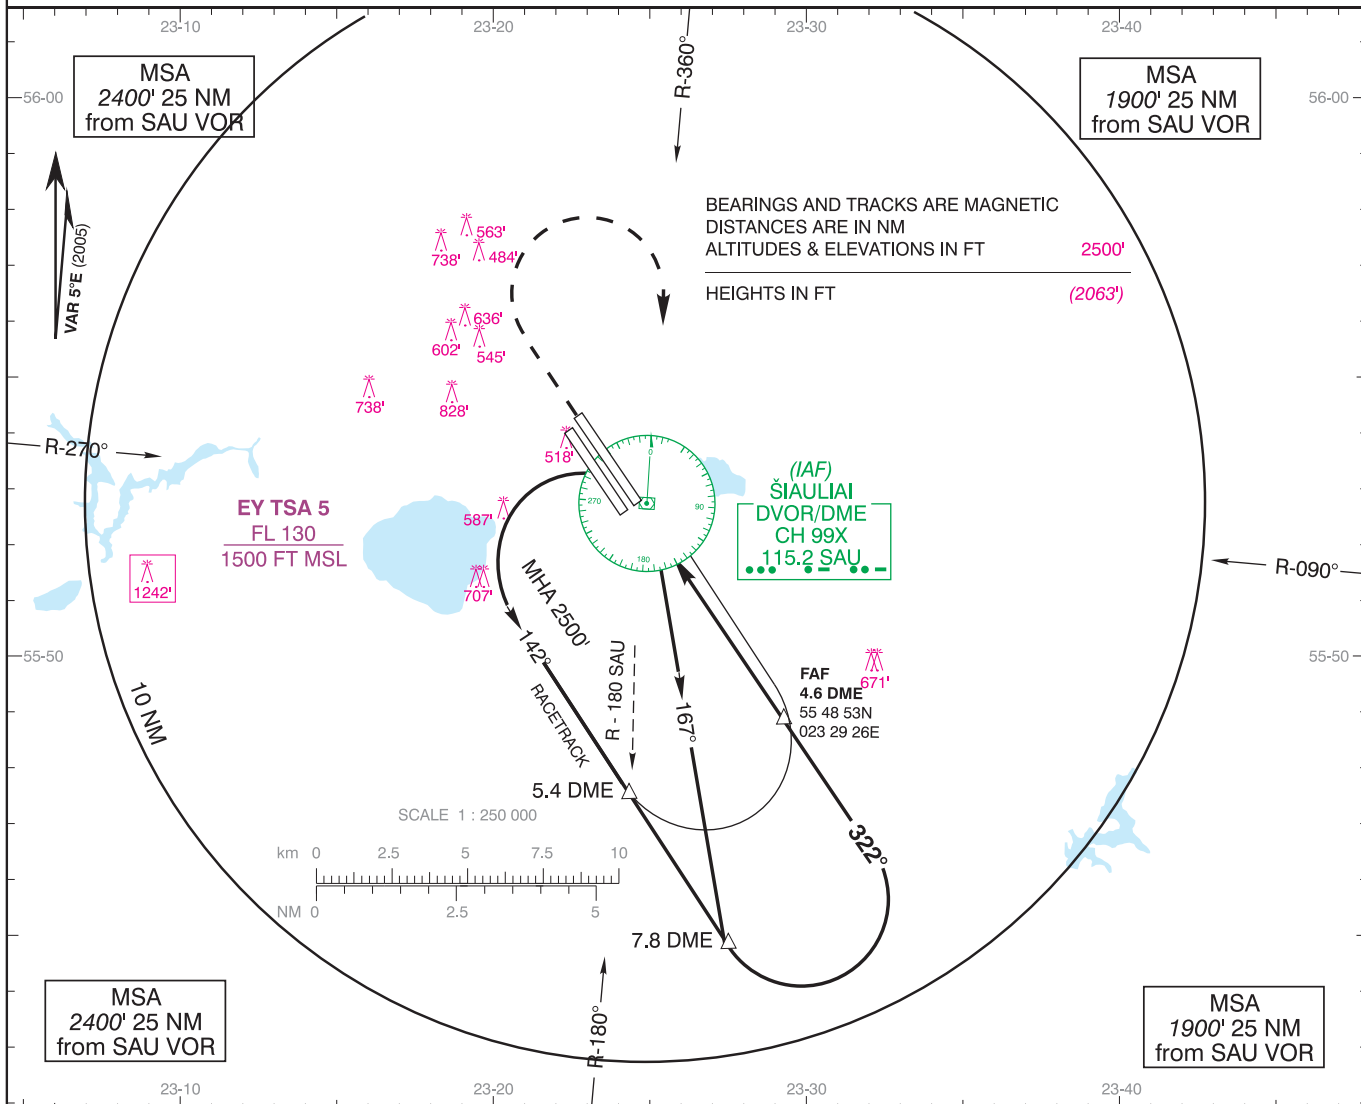 23-10
23-20
23-30
23-40
MSA
2400' 25 NM
from SAU VOR
R-360°
MSA
1900' 25 NM
from SAU VOR
56-00
56-00
VAR 5°E (2005)
BEARINGS AND TRACKS ARE MAGNETIC
DISTANCES ARE IN NM
ALTITUDES & ELEVATIONS IN FT 2500'
HEIGHTS IN FT (2063')
563'
738'
484'
636'
602'
545'
738'
828'
518'
R-270°
0
90
180
270
(IAF)
ŠIAULIAI
DVOR/DME
CH 99X
115.2 SAU
EY TSA 5
FL 130
1500 FT MSL
587'
707'
1242'
R-090°
MHA 2500'
142°
RACETRACK
R - 180 SAU
167°
55-50
55-50
FAF
4.6 DME
55 48 53N
023 29 26E
671'
10 NM
5.4 DME
322°
SCALE 1 : 250 000
km 0 2.5 5 7.5 10
NM 0 2.5 5
7.8 DME
R-180°
MSA
2400' 25 NM
from SAU VOR
MSA
1900' 25 NM
from SAU VOR
23-10
23-20
23-30
23-40